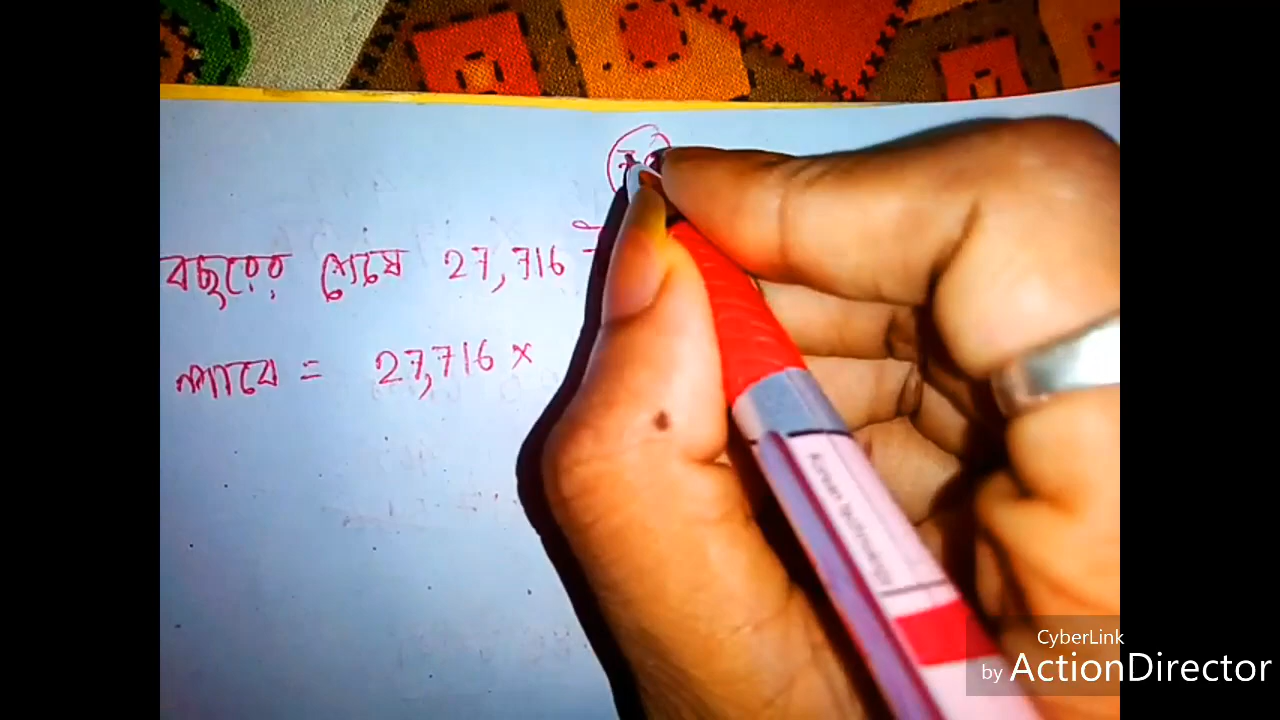 বছরের শেষে 27,716
পাবে = 27,716 ×
CyberLink
by ActionDirector